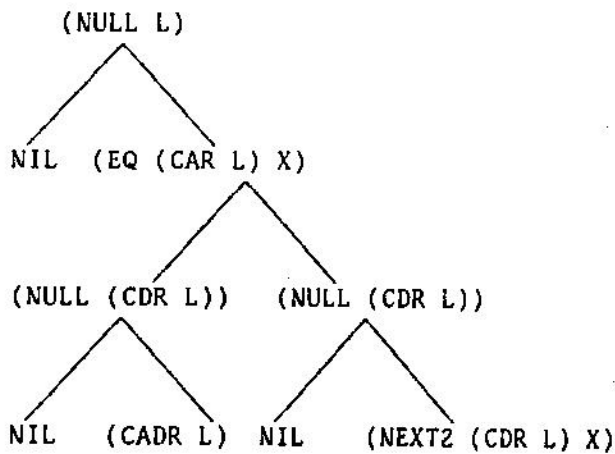 (NULL L)
NIL (EQ (CAR L) X)
(NULL (CDR L)) (NULL (CDR L))
NIL (CADR L) NIL (NEXT2 (CDR L) X)